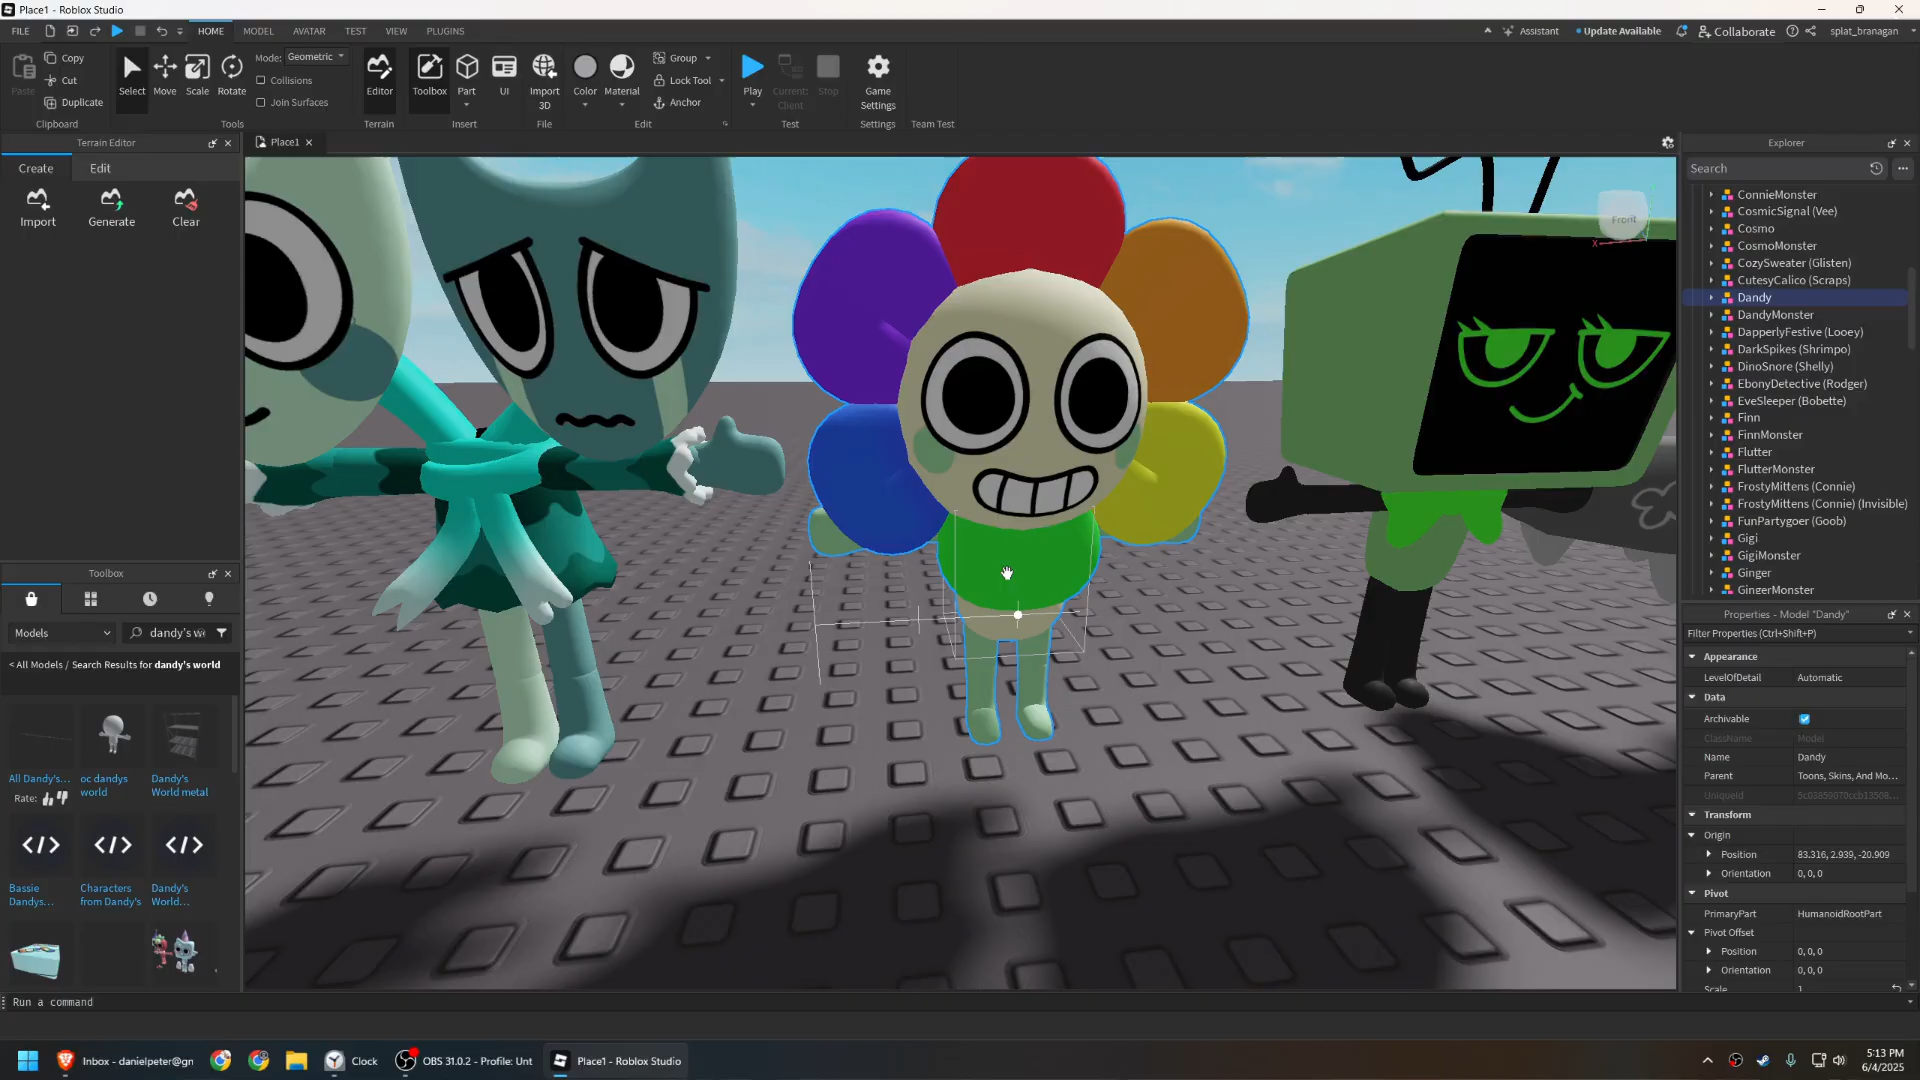 Place1 - Roblox Studio
FILE HOME MODEL AVATAR TEST VIEW PLUGINS Assistant Update Available Collaborate splat_branagan
Paste Copy Cut Duplicate Clipboard
Select Move Scale Rotate Mode: Geometric Collisions Join Surfaces Tools
Editor Terrain
Toolbox Part UI Insert
Import 3D File
Color Material Group Lock Tool Anchor Edit
Play Current: Client Stop Test
Game Settings Settings
Team Test
Terrain Editor
Create Edit
Import Generate Clear
Place1
Front
X
Explorer
Search
ConnieMonster
CosmicSignal (Vee)
Cosmo
CosmoMonster
CozySweater (Glisten)
CutesyCalico (Scraps)
Dandy
DandyMonster
DapperlyFestive (Looey)
DarkSpikes (Shrimpo)
DinoSnore (Shelly)
EbonyDetective (Rodger)
EveSleeper (Bobette)
Finn
FinnMonster
Flutter
FlutterMonster
FrostyMittens (Connie)
FrostyMittens (Connie) (Invisible)
FunPartygoer (Goob)
Gigi
GigiMonster
Ginger
GingerMonster
Toolbox
Models dandy's w
< All Models / Search Results for dandy's world
All Dandy's...
oc dandys world
Dandy's World metal
Rate:
Bassie Dandys...
Characters from Dandy's
Dandy's World...
Properties - Model "Dandy"
Filter Properties (Ctrl+Shift+P)
Appearance
LevelOfDetail Automatic
Data
Archivable
ClassName Model
Name Dandy
Parent Toons, Skins, And Mo...
UniqueId
Transform
Origin
Position 83.316, 2.939, -20.909
Orientation 0, 0, 0
Pivot
PrimaryPart HumanoidRootPart
Pivot Offset
Position 0, 0, 0
Orientation 0, 0, 0
Scale 1
Run a command
Inbox - danielpeter@gn
Clock
OBS 31.0.2 - Profile: Unt
Place1 - Roblox Studio
5:13 PM
6/4/2025